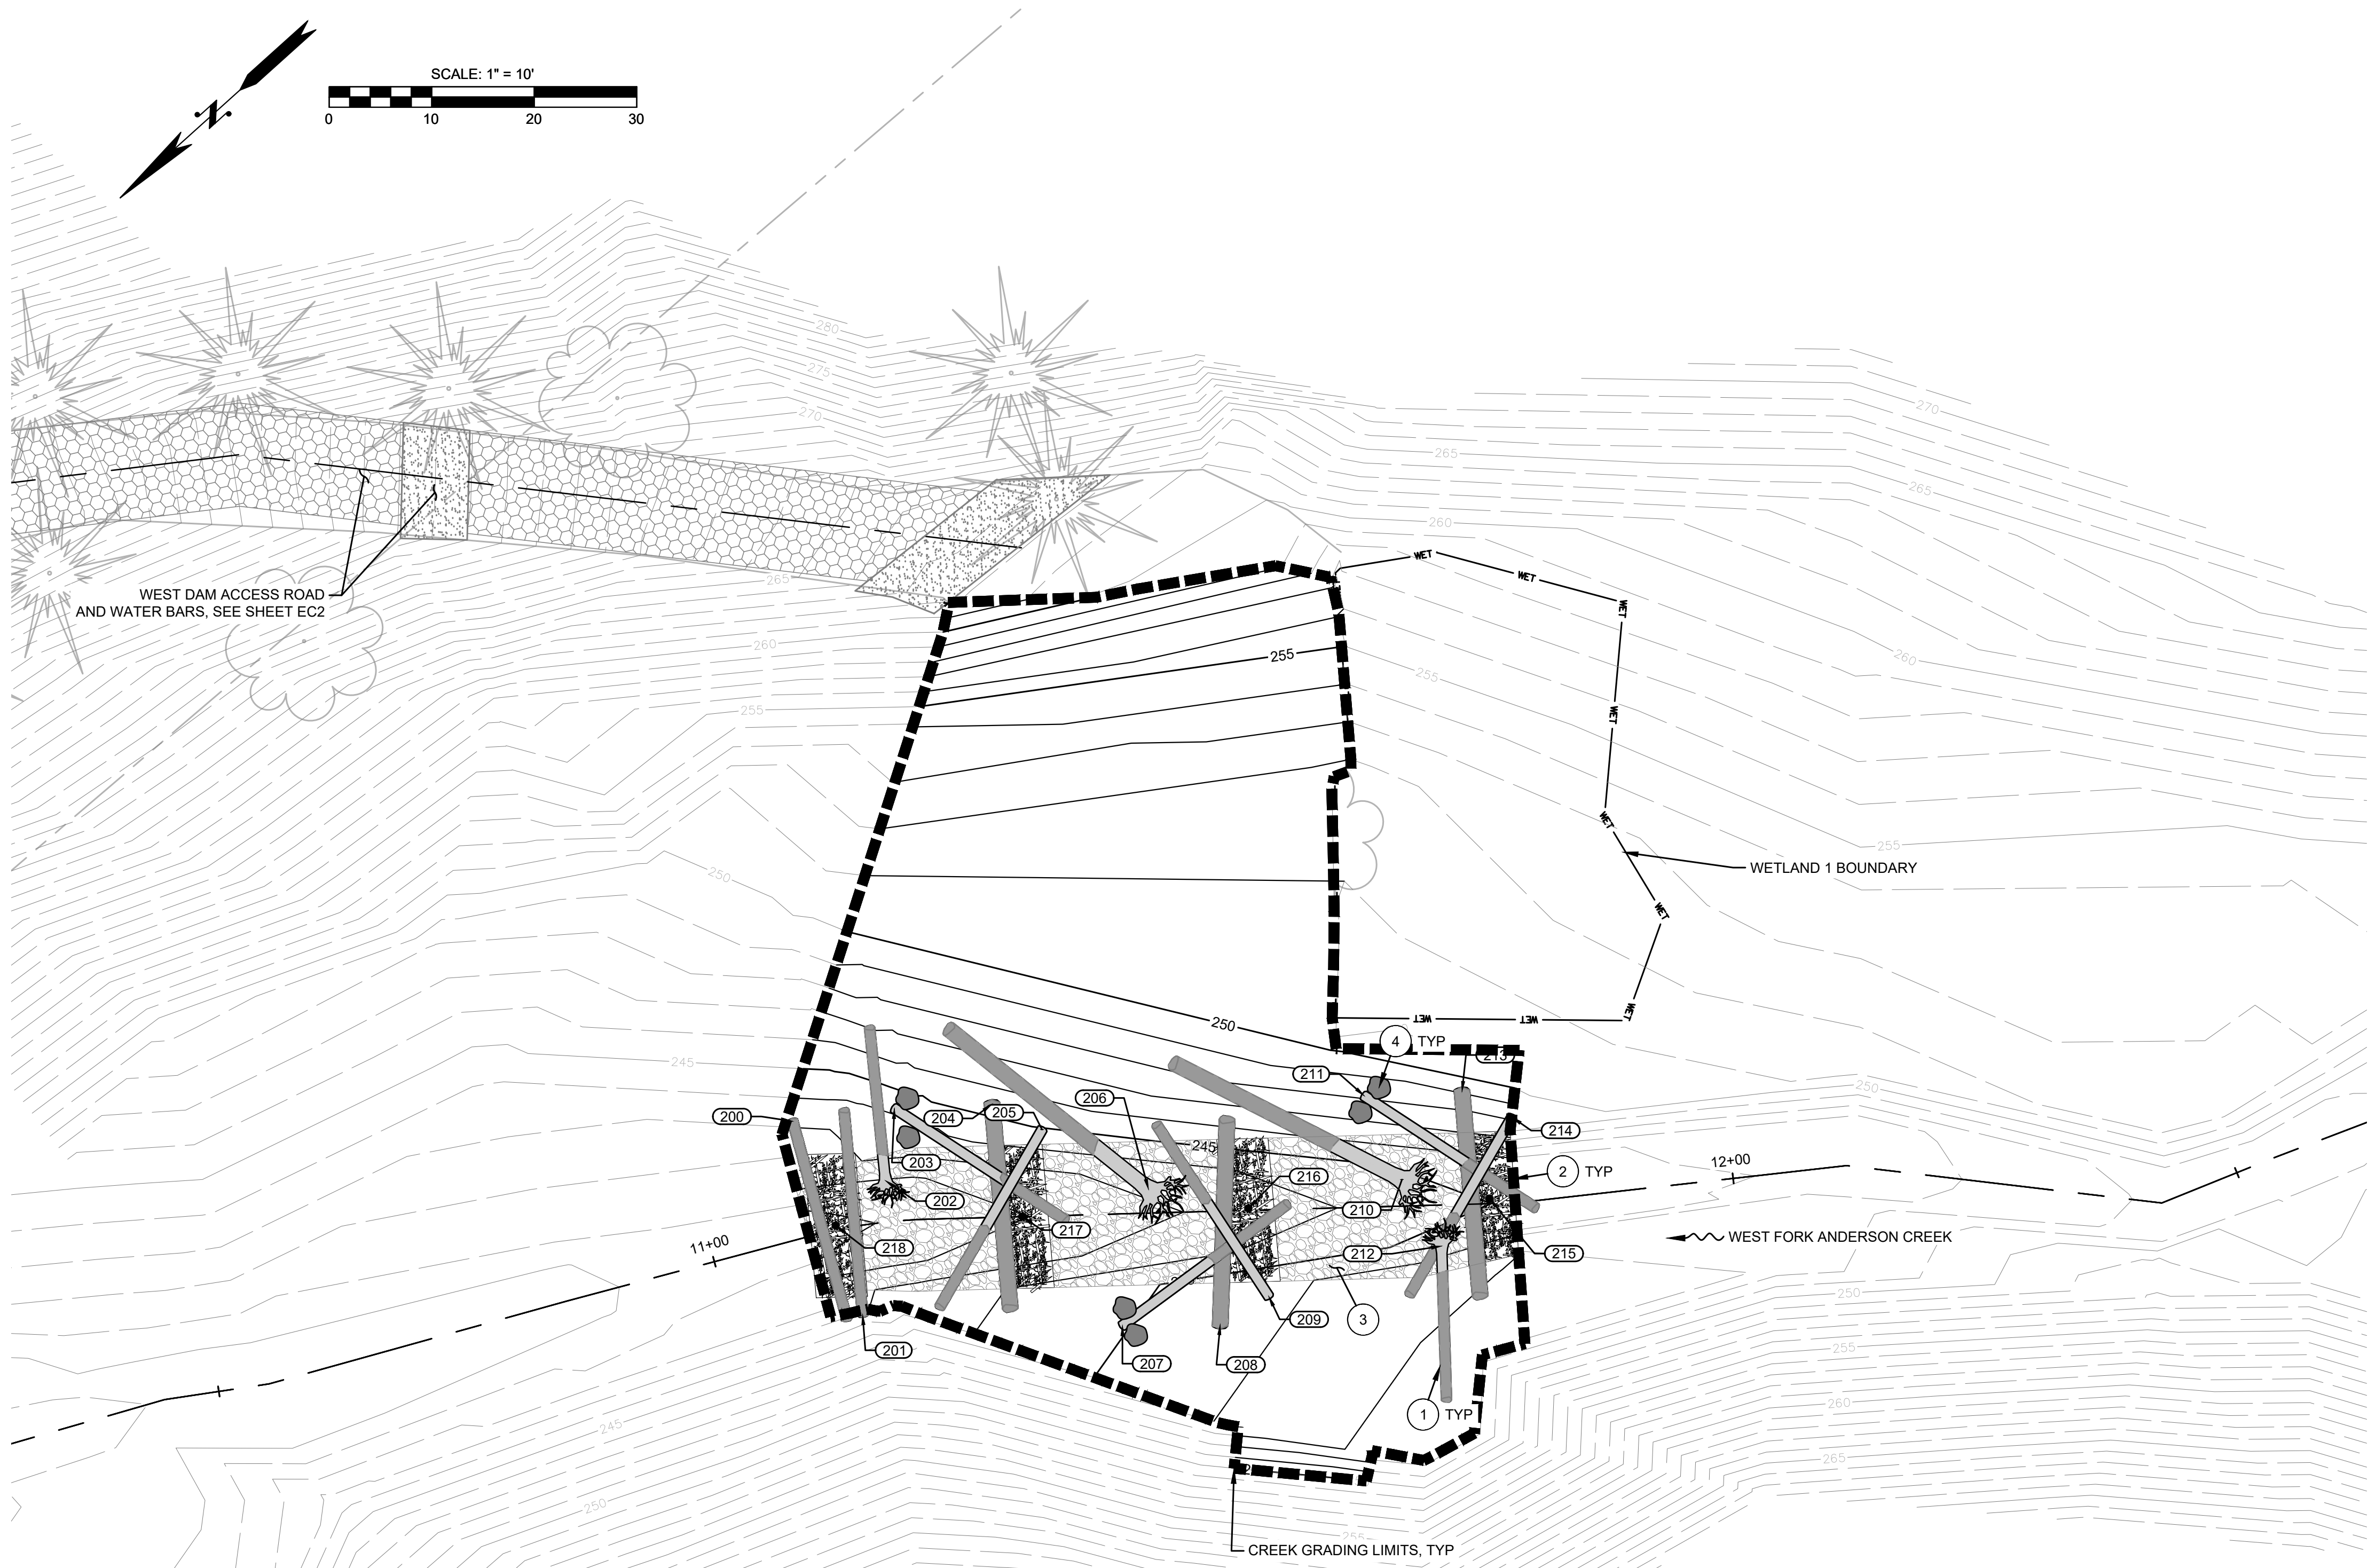 SCALE: 1" = 10'
0 10 20 30
N
280
275
270
270
265
265
260
265
WEST DAM ACCESS ROAD
AND WATER BARS, SEE SHEET EC2
WET
WET
WET
260
255
260
255
255
WET
WET
255
WETLAND 1 BOUNDARY
250
WET
WET
WET
WET
250
4 TYP
213
245
211
250
206
200
204
205
214
245
203
216
2 TYP
12+00
202
210
217
218
212
215
11+00
WEST FORK ANDERSON CREEK
250
209
3
201
207
208
255
1 TYP
260
245
265
250
255
CREEK GRADING LIMITS, TYP